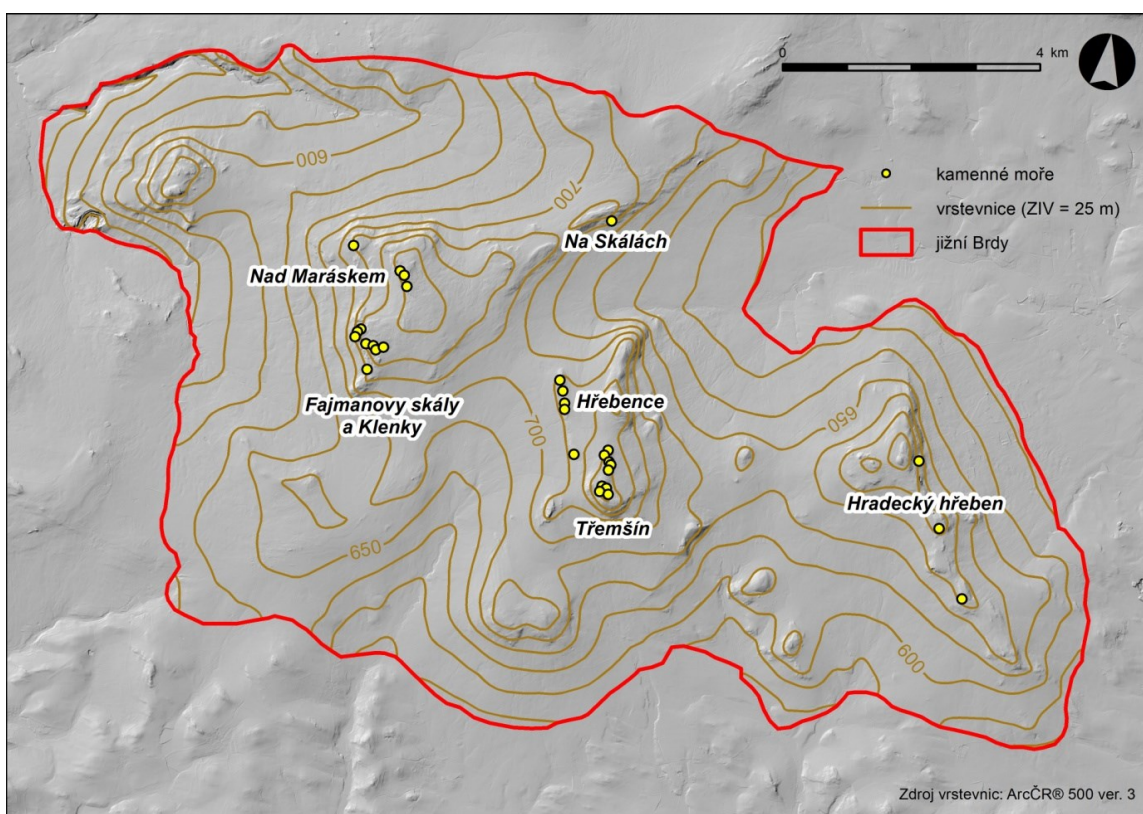 0 4 km
kamenné moře
vrstevnice (ZIV = 25 m)
jižní Brdy
600
700
Na Skálách
Nad Maráskem
Fajmanovy skály
a Klenky
Hřebence
700
650
Hradecký hřeben
Třemšín
650
600
Zdroj vrstevnic: ArcČR® 500 ver. 3